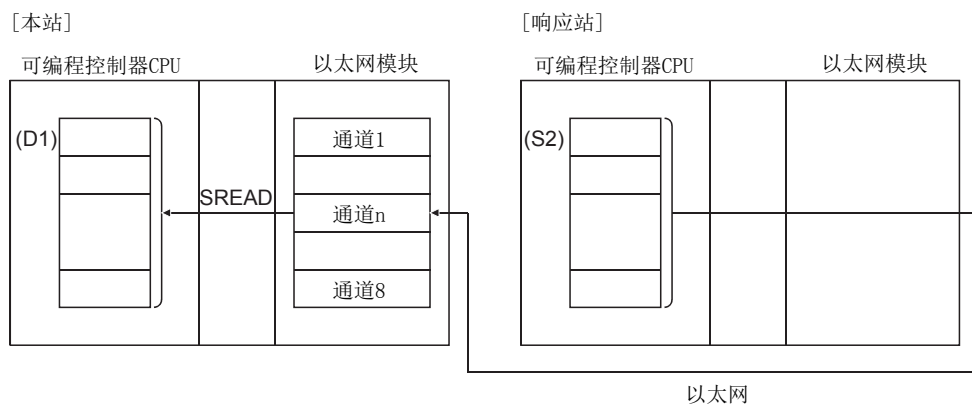 [本站]
[响应站]
可编程控制器CPU
以太网模块
可编程控制器CPU
以太网模块
(D1)
通道1
(S2)
SREAD
通道n
通道8
以太网